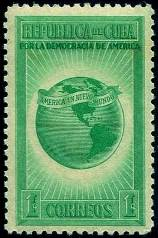 REPUBLICA DE CUBA
POR LA DEMOCRACIA DE AMERICA
AMERICA UN NUEVO MUNDO
1¢ 1¢
CORREOS